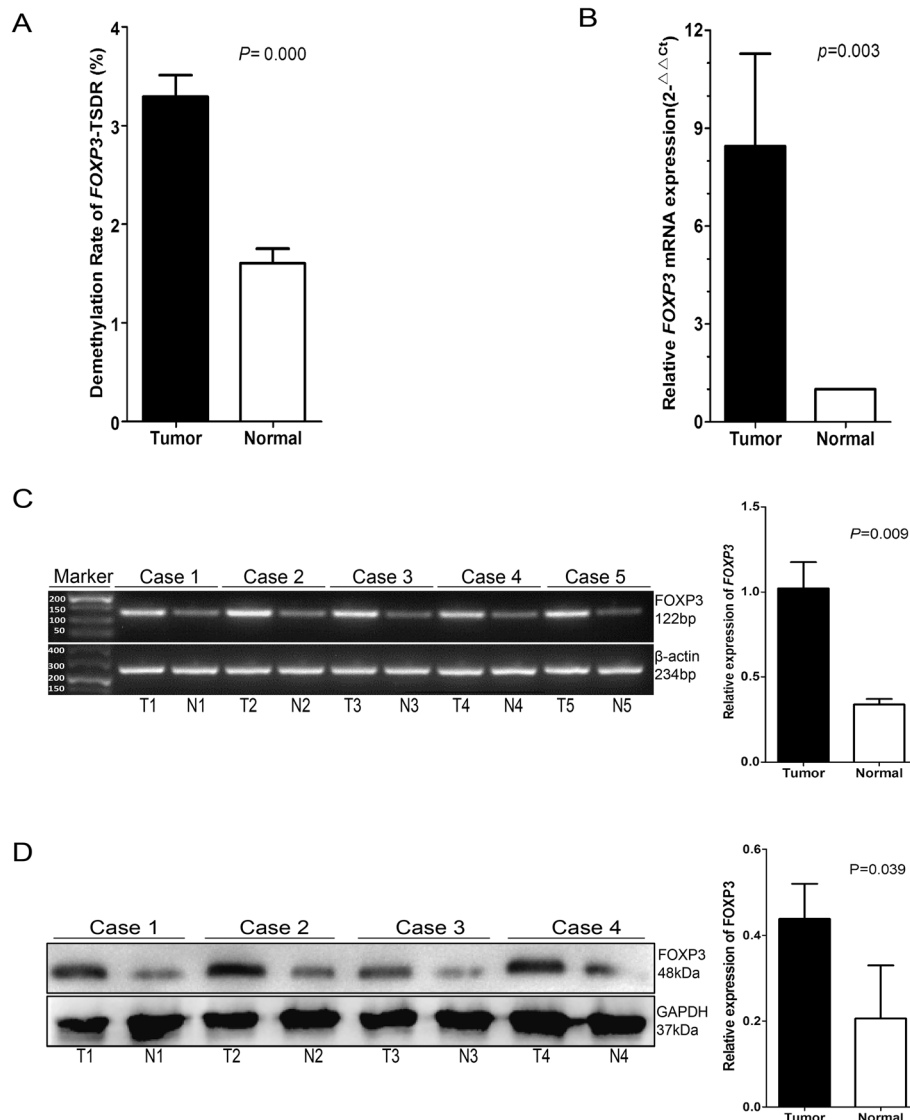 A
Demethylation Rate of FOXP3-TSDR (%)
4
3
2
1
0
P= 0.000
Tumor Normal
B
Relative FOXP3 mRNA expression(2-△△Ct)
12
9
6
3
0
p=0.003
Tumor Normal
C
Marker Case 1 Case 2 Case 3 Case 4 Case 5
200
150
100
50
FOXP3
122bp
400
300
200
150
β-actin
234bp
T1 N1 T2 N2 T3 N3 T4 N4 T5 N5
Relative expression of FOXP3
1.5
1.0
0.5
0.0
P=0.009
Tumor Normal
D
Case 1 Case 2 Case 3 Case 4
FOXP3
48kDa
GAPDH
37kDa
T1 N1 T2 N2 T3 N3 T4 N4
Relative expression of FOXP3
0.6
0.4
0.2
0.0
P=0.039
Tumor Normal